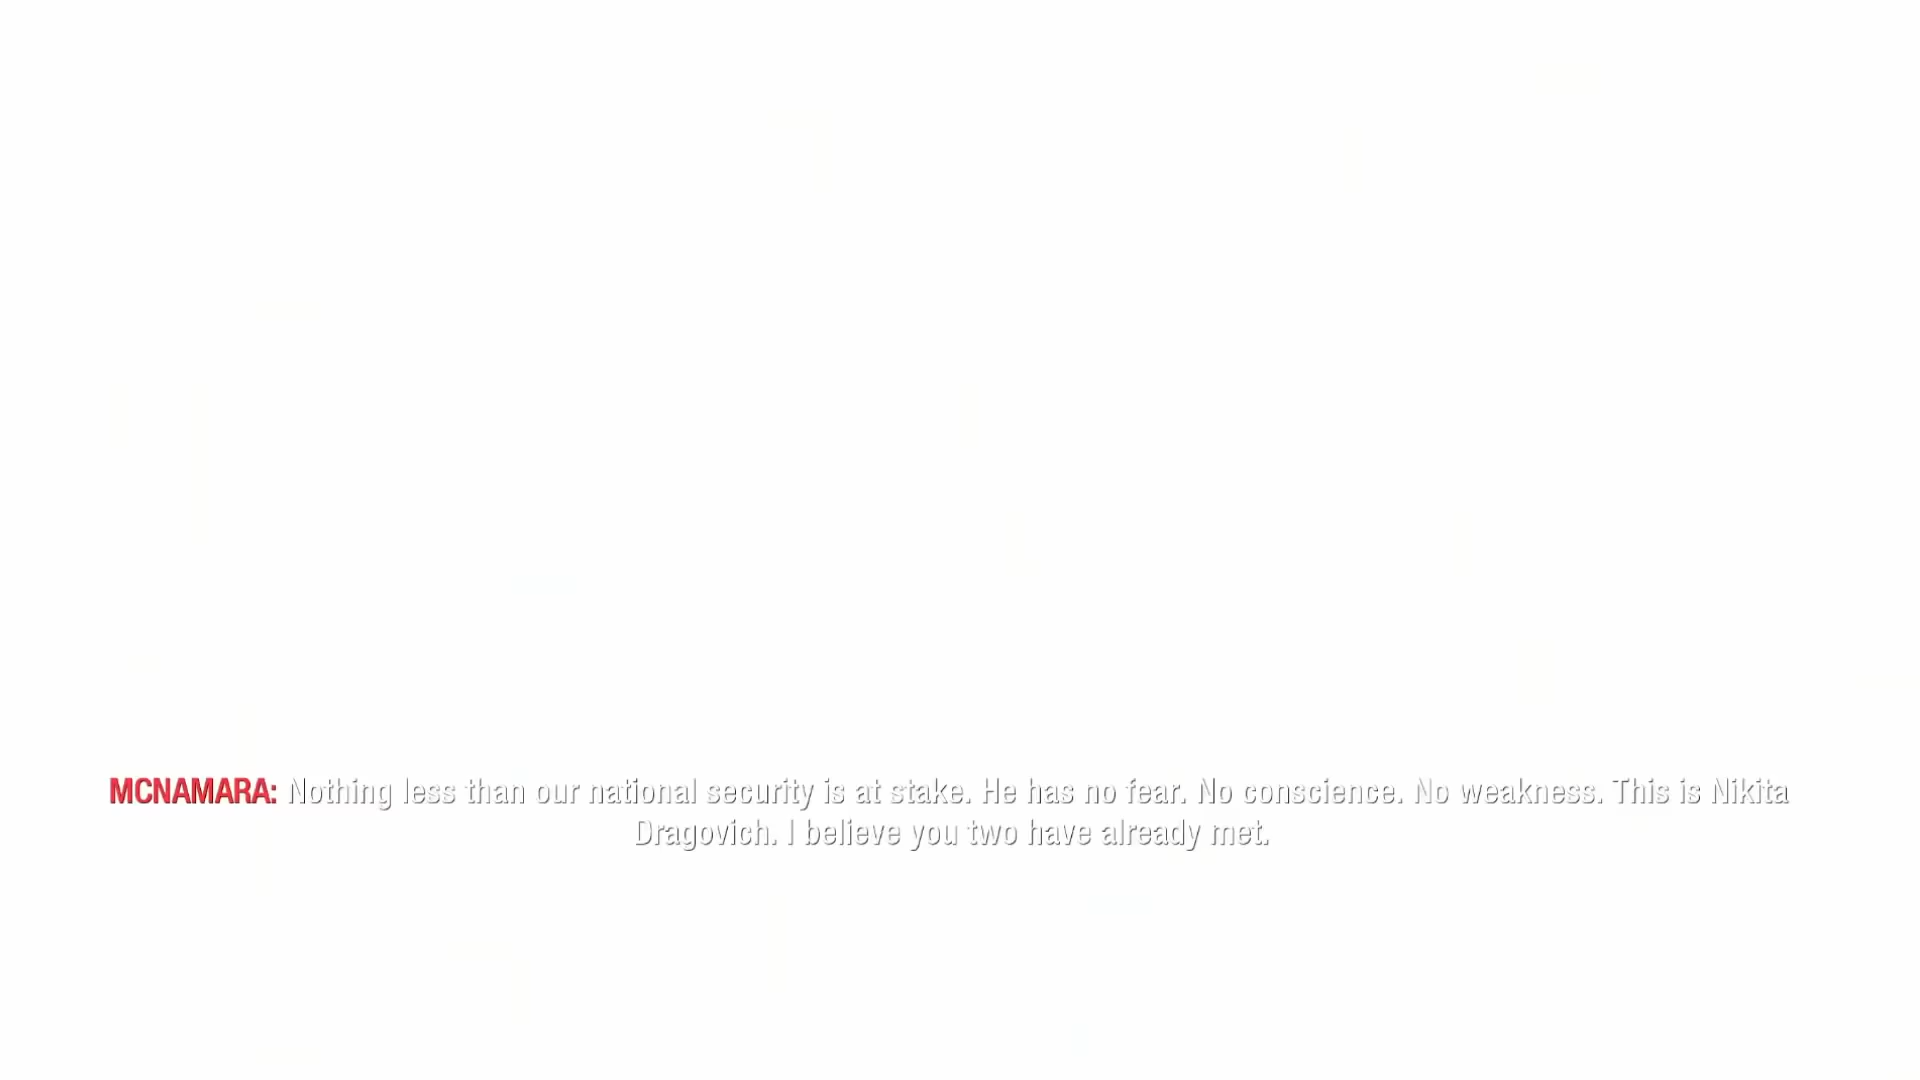 MCNAMARA: Nothing less than our national security is at stake. He has no fear. No conscience. No weakness. This is Nikita
Dragovich. I believe you two have already met.